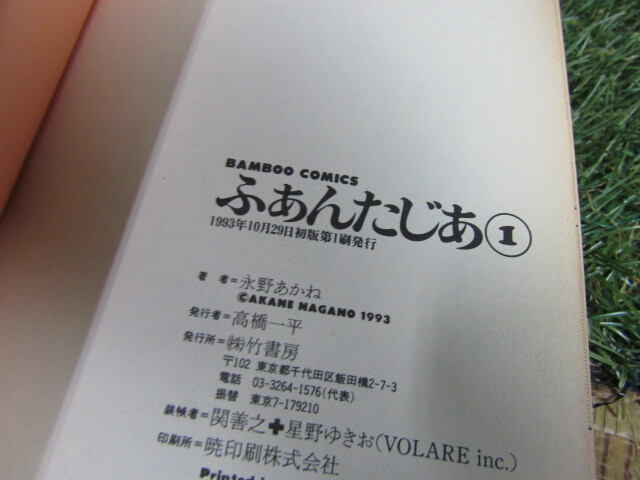 BAMBOO COMICS
ふぁんたじあ①
1993年10月29日初版第1刷発行
著 者=永野あかね
©AKANE NAGANO 1993
発行者=高橋一平
発行所=㈱竹書房
〒102 東京都千代田区飯田橋2-7-3
電話 03-3264-1576(代表)
振替 東京7-179210
装幀者=関善之✚星野ゆきお(VOLARE inc.)
印刷所=暁印刷株式会社
Printed